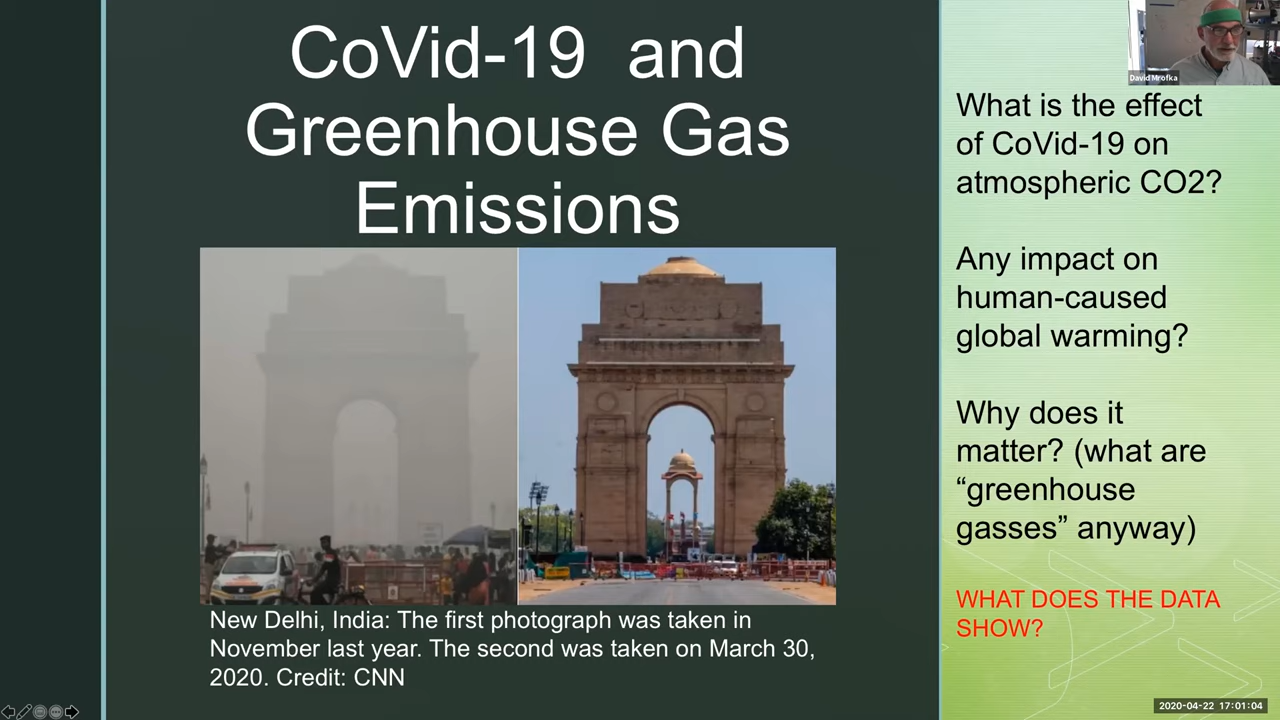 CoVid-19 and
Greenhouse Gas
Emissions
New Delhi, India: The first photograph was taken in
November last year. The second was taken on March 30,
2020. Credit: CNN
David Mrofka
What is the effect
of CoVid-19 on
atmospheric CO2?
Any impact on
human-caused
global warming?
Why does it
matter? (what are
“greenhouse
gasses” anyway)
WHAT DOES THE DATA
SHOW?
2020-04-22 17:01:04